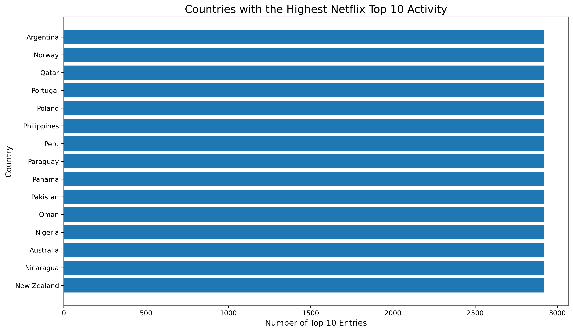 Countries with the Highest Netflix Top 10 Activity
Argentina
Norway
Qatar
Portugal
Poland
Philippines
Peru
Paraguay
Panama
Pakistan
Oman
Nigeria
Australia
Nicaragua
New Zealand
Country
0 500 1000 1500 2000 2500 3000
Number of Top 10 Entries